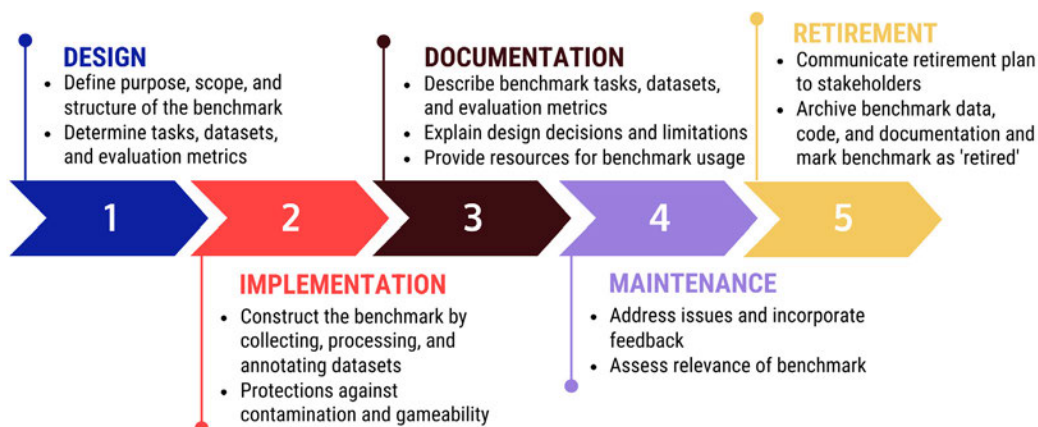 DESIGN
• Define purpose, scope, and
structure of the benchmark
• Determine tasks, datasets,
and evaluation metrics
DOCUMENTATION
• Describe benchmark tasks, datasets,
and evaluation metrics
• Explain design decisions and limitations
• Provide resources for benchmark usage
RETIREMENT
• Communicate retirement plan
to stakeholders
• Archive benchmark data,
code, and documentation and
mark benchmark as 'retired'
1
2
3
4
5
IMPLEMENTATION
• Construct the benchmark by
collecting, processing, and
annotating datasets
• Protections against
contamination and gameability
MAINTENANCE
• Address issues and incorporate
feedback
• Assess relevance of benchmark